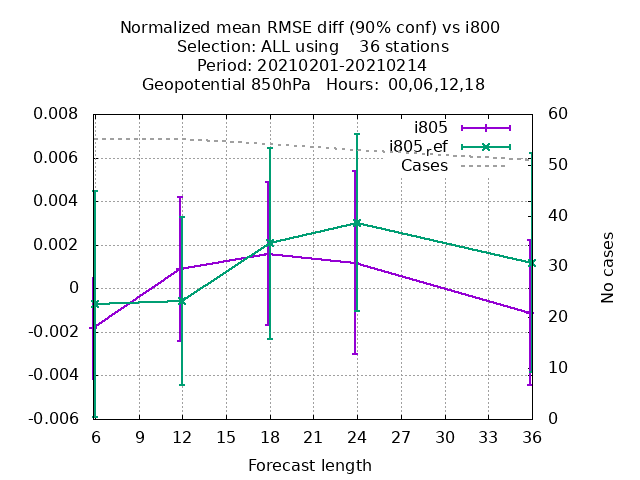 Normalized mean RMSE diff (90% conf) vs i800
Selection: ALL using    36 stations
Period: 20210201-20210214
Geopotential 850hPa   Hours:  00,06,12,18
0.008
0.006
0.004
0.002
0
-0.002
-0.004
-0.006
i805
i805_ref
Cases
60
50
40
30
20
10
0
No cases
6 9 12 15 18 21 24 27 30 33 36
Forecast length